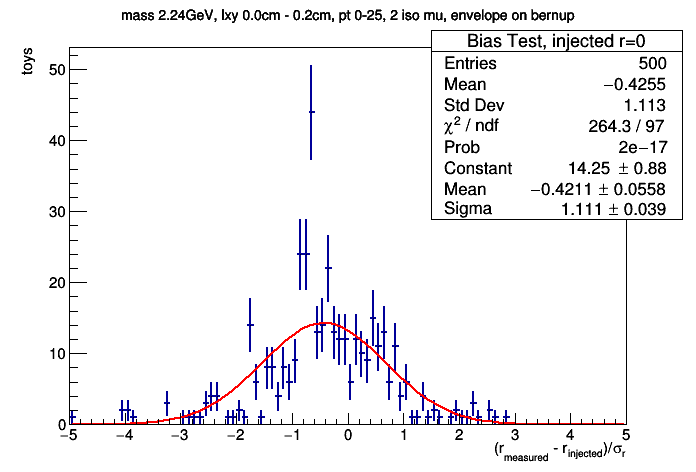 mass 2.24GeV, lxy 0.0cm - 0.2cm, pt 0-25, 2 iso mu, envelope on bernup
Bias Test, injected r=0
Entries 500
Mean −0.4255
Std Dev 1.113
χ² / ndf 264.3 / 97
Prob 2e−17
Constant 14.25 ± 0.88
Mean −0.4211 ± 0.0558
Sigma 1.111 ± 0.039
toys
50
40
30
20
10
0
−5 −4 −3 −2 −1 0 1 2 3 4 5
(r_measured - r_injected)/σ_r